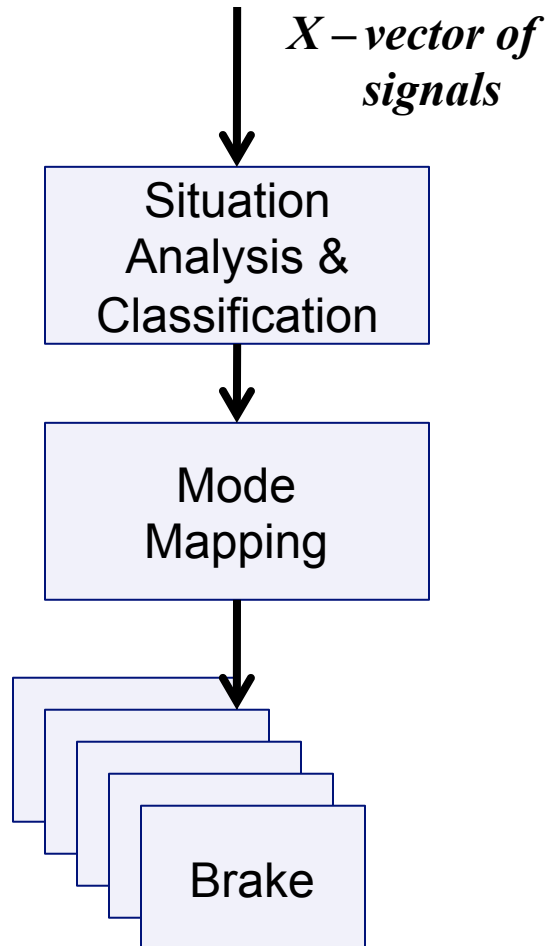 X – vector of
signals
Situation
Analysis &
Classification
Mode
Mapping
Brake